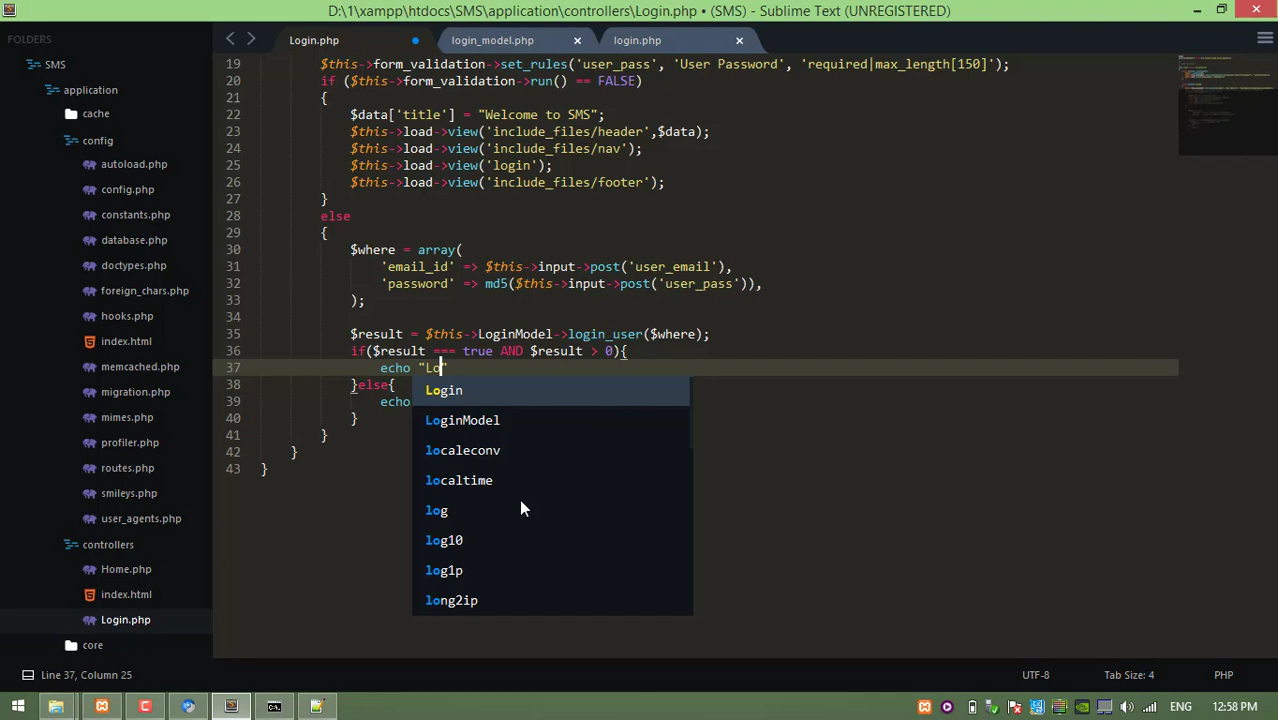 D:\1\xampp\htdocs\SMS\application\controllers\Login.php • (SMS) - Sublime Text (UNREGISTERED)
FOLDERS
SMS
application
cache
config
autoload.php
config.php
constants.php
database.php
doctypes.php
foreign_chars.php
hooks.php
index.html
memcached.php
migration.php
mimes.php
profiler.php
routes.php
smileys.php
user_agents.php
controllers
Home.php
index.html
Login.php
core
Login.php
login_model.php
login.php
19 $this->form_validation->set_rules('user_pass', 'User Password', 'required|max_length[150]');
20 if ($this->form_validation->run() == FALSE)
21 {
22 $data['title'] = "Welcome to SMS";
23 $this->load->view('include_files/header',$data);
24 $this->load->view('include_files/nav');
25 $this->load->view('login');
26 $this->load->view('include_files/footer');
27 }
28 else
29 {
30 $where = array(
31 'email_id' => $this->input->post('user_email'),
32 'password' => md5($this->input->post('user_pass')),
33 );
34
35 $result = $this->LoginModel->login_user($where);
36 if($result === true AND $result > 0){
37 echo "Lo"
38 }else{
39 echo
40 }
41 }
42 }
43 }
Login
LoginModel
localeconv
localtime
log
log10
log1p
long2ip
Line 37, Column 25
UTF-8
Tab Size: 4
PHP
ENG
12:58 PM